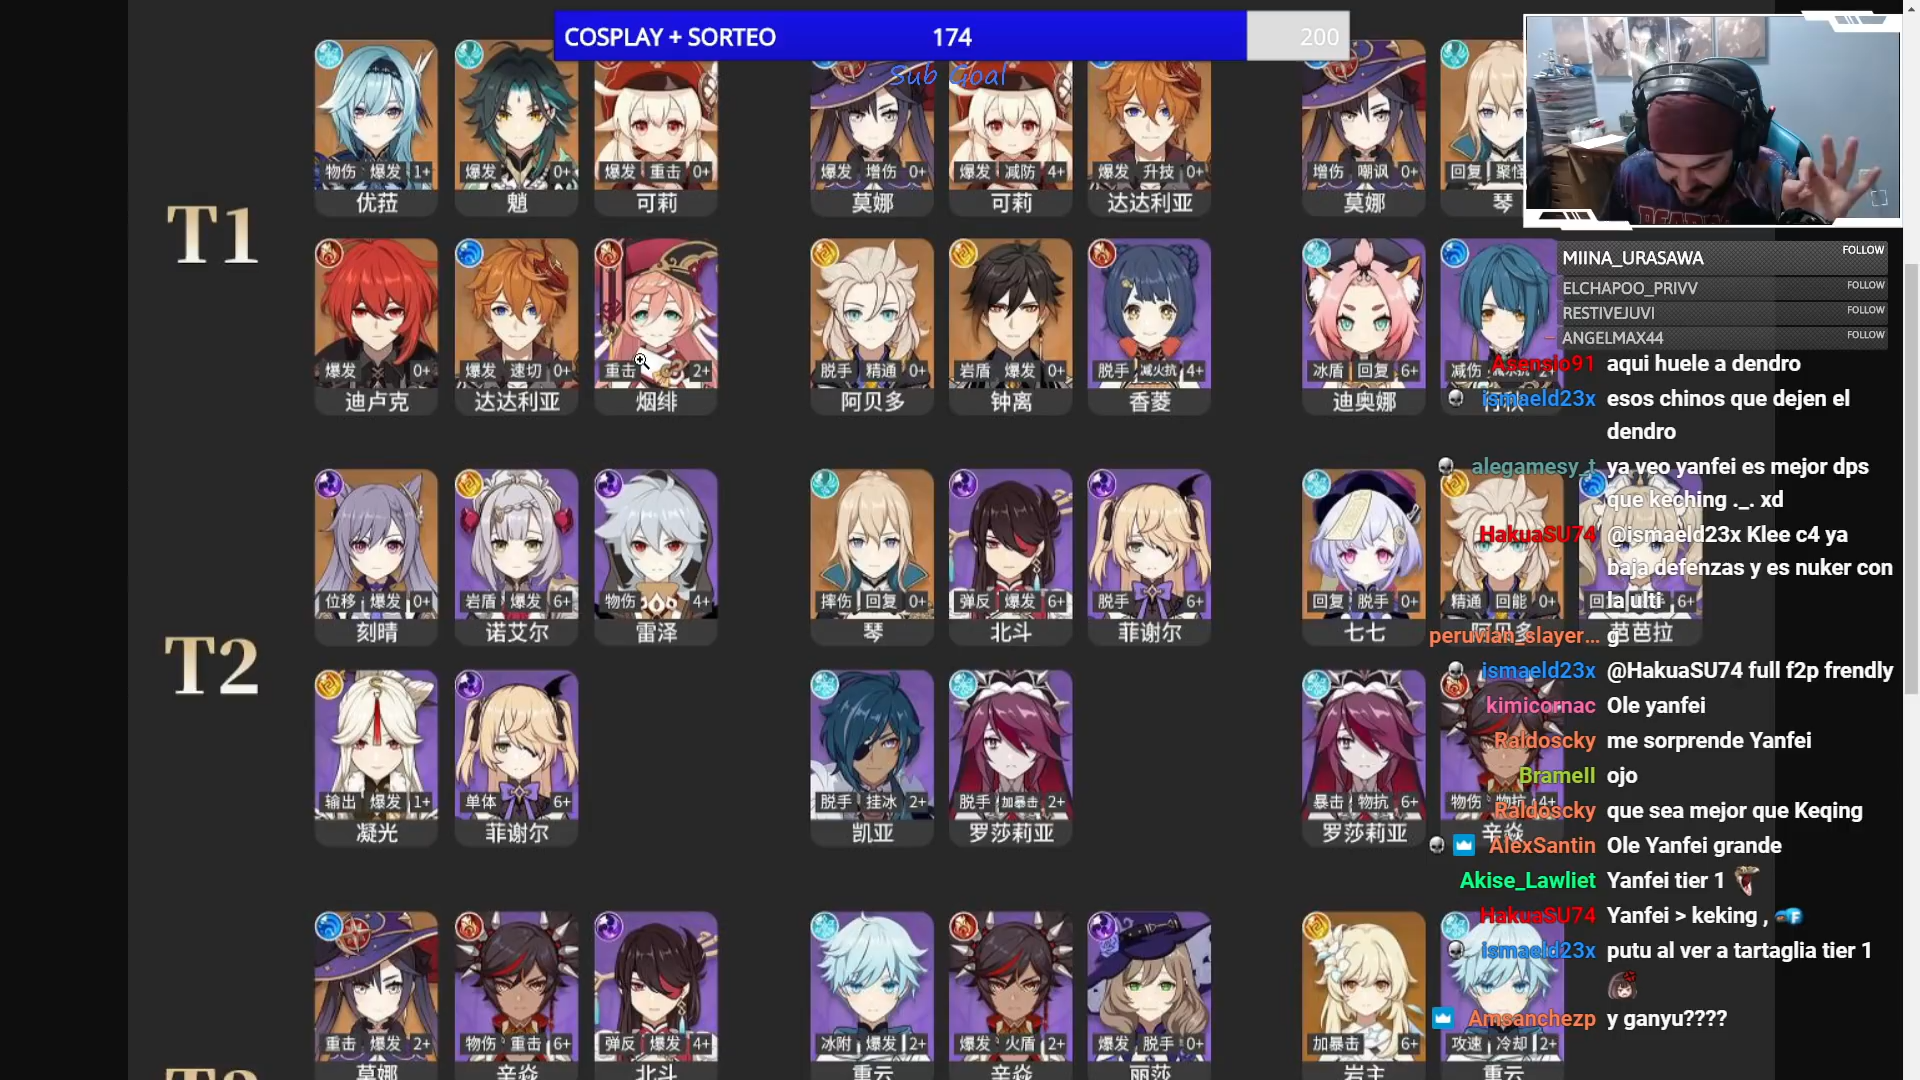 COSPLAY + SORTEO 174 200
Sub Goal
T1
物伤 爆发 1+
爆发 0+
爆发 重击 0+
爆发 增伤 0+
爆发 减防 4+
爆发 升技 0+
增伤 嘲讽 0+
回复 聚怪
优菈
魈
可莉
莫娜
可莉
达达利亚
莫娜
琴
爆发 0+
爆发 速切 0+
重击 2+
脱手 精通 0+
岩盾 爆发 0+
脱手 减火抗 4+
冰盾 回复 6+
减伤
迪卢克
达达利亚
烟绯
阿贝多
钟离
香菱
迪奥娜
T2
位移 爆发 0+
岩盾 爆发 6+
物伤 4+
摔伤 回复 0+
弹反 爆发 6+
脱手 6+
回复 脱手 0+
精通 回能 0+
6+
刻晴
诺艾尔
雷泽
琴
北斗
菲谢尔
七七
阿贝多
芭芭拉
输出 爆发 1+
单体 6+
脱手 挂冰 2+
脱手 加暴击 2+
暴击 物抗 6+
物伤 物抗 4+
凝光
菲谢尔
凯亚
罗莎莉亚
罗莎莉亚
辛焱
重击 爆发 2+
物伤 重击 6+
弹反 爆发 4+
冰附 爆发 2+
爆发 火盾 2+
爆发 脱手 0+
加暴击 6+
攻速 冷却 2+
莫娜
辛焱
北斗
重云
辛焱
丽莎
岩主
重云
MIINA_URASAWA FOLLOW
ELCHAPOO_PRIVV FOLLOW
RESTIVEJUVI FOLLOW
ANGELMAX44 FOLLOW
Asensio91 aqui huele a dendro
ismaeld23x esos chinos que dejen el
dendro
alegamesy_t ya veo yanfei es mejor dps
que keching ._. xd
HakuaSU74 @ismaeld23x Klee c4 ya
baja defenzas y es nuker con
la ulti
peruvian_slayer... g
ismaeld23x @HakuaSU74 full f2p frendly
kimicornac Ole yanfei
Raldoscky me sorprende Yanfei
Bramell ojo
Raldoscky que sea mejor que Keqing
AlexSantin Ole Yanfei grande
Akise_Lawliet Yanfei tier 1
HakuaSU74 Yanfei > keking ,
ismaeld23x putu al ver a tartaglia tier 1
Amsanchezp y ganyu????